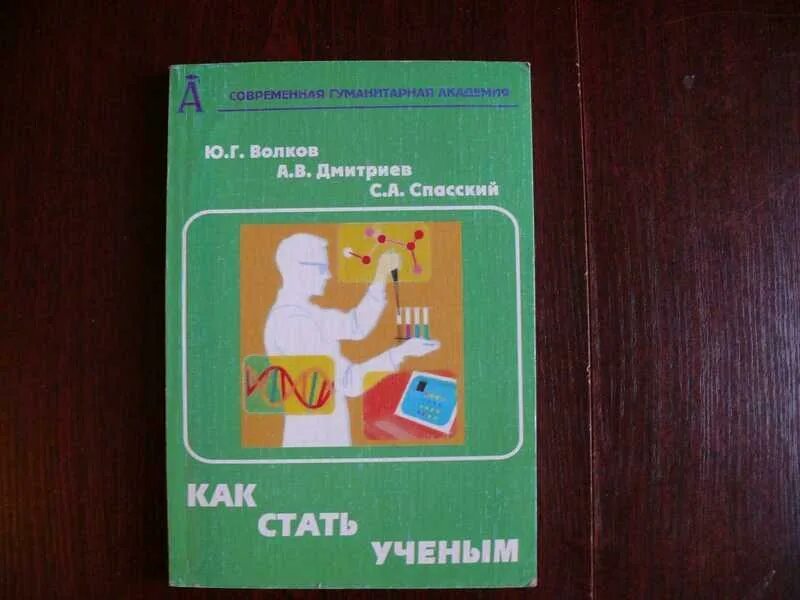 СОВРЕМЕННАЯ ГУМАНИТАРНАЯ АКАДЕМИЯ
Ю.Г. Волков
А.В. Дмитриев
С.А. Спасский
КАК
СТАТЬ
УЧЕНЫМ